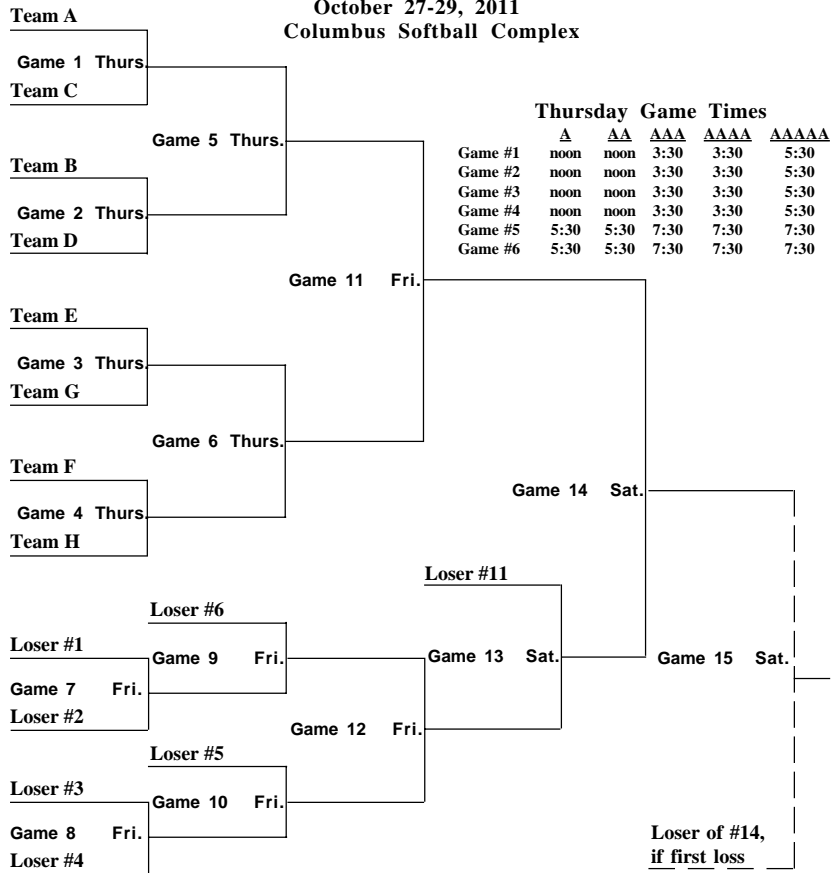 October 27-29, 2011
Columbus Softball Complex
Team A
Game 1 Thurs.
Team C
Game 5 Thurs.
Team B
Game 2 Thurs.
Team D
Game 11 Fri.
Team E
Game 3 Thurs.
Team G
Game 6 Thurs.
Team F
Game 4 Thurs.
Team H
Thursday Game Times
A AA AAA AAAA AAAAA
Game #1 noon noon 3:30 3:30 5:30
Game #2 noon noon 3:30 3:30 5:30
Game #3 noon noon 3:30 3:30 5:30
Game #4 noon noon 3:30 3:30 5:30
Game #5 5:30 5:30 7:30 7:30 7:30
Game #6 5:30 5:30 7:30 7:30 7:30
Game 14 Sat.
Loser #11
Loser #6
Loser #1
Game 9 Fri.
Game 13 Sat.
Game 15 Sat.
Game 7 Fri.
Loser #2
Game 12 Fri.
Loser #5
Loser #3
Game 10 Fri.
Game 8 Fri.
Loser #4
Loser of #14,
if first loss